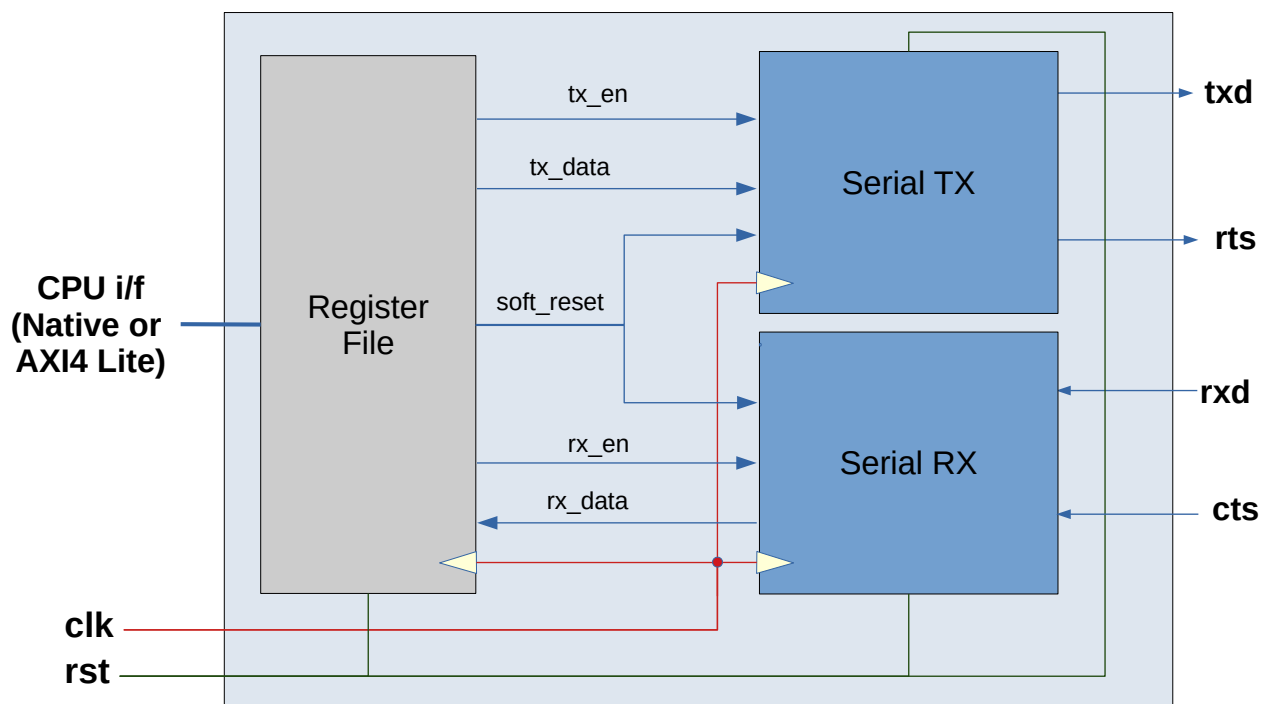 tx_en
txd
tx_data
Serial TX
rts
CPU i/f
(Native or
AXI4 Lite)
Register
File
soft_reset
rxd
rx_en
Serial RX
rx_data
cts
clk
rst